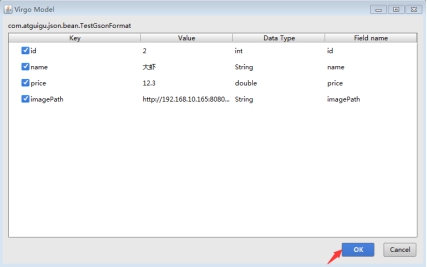 Virgo Model
com.atguigu.json.bean.TestGsonFormat
Key Value Data Type Field name
id 2 int id
name 大虾 String name
price 12.3 double price
imagePath http://192.168.10.165:8080... String imagePath
OK Cancel